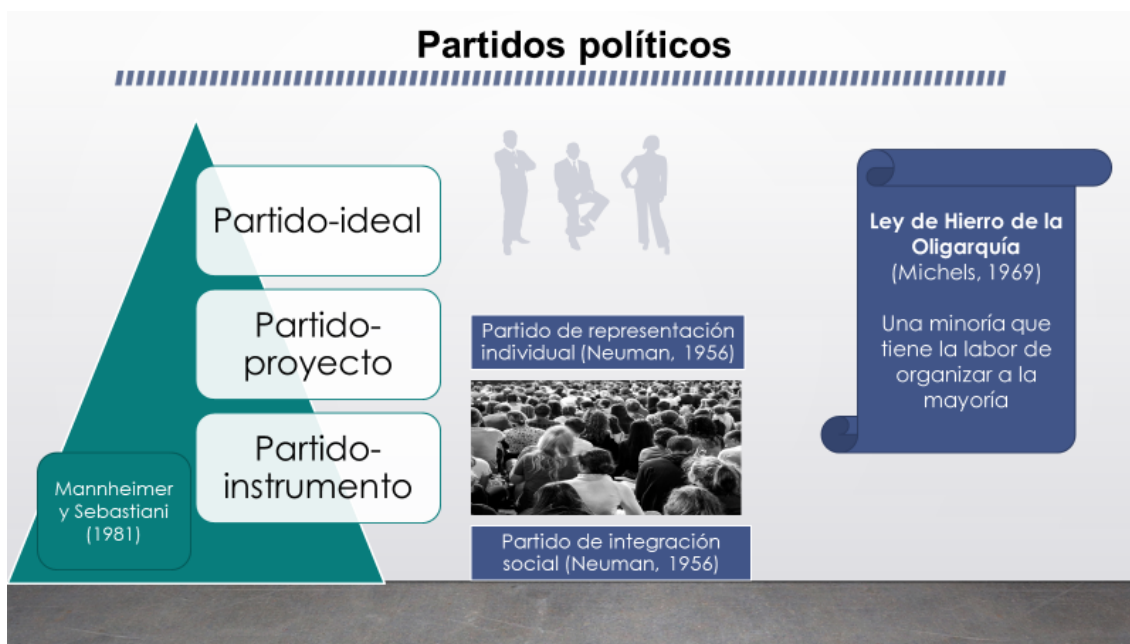 Partidos políticos
Partido-ideal
Partido-
proyecto
Partido-
instrumento
Mannheimer
y Sebastiani
(1981)
Partido de representación
individual (Neuman, 1956)
Partido de integración
social (Neuman, 1956)
Ley de Hierro de la
Oligarquía
(Michels, 1969)
Una minoría que
tiene la labor de
organizar a la
mayoría